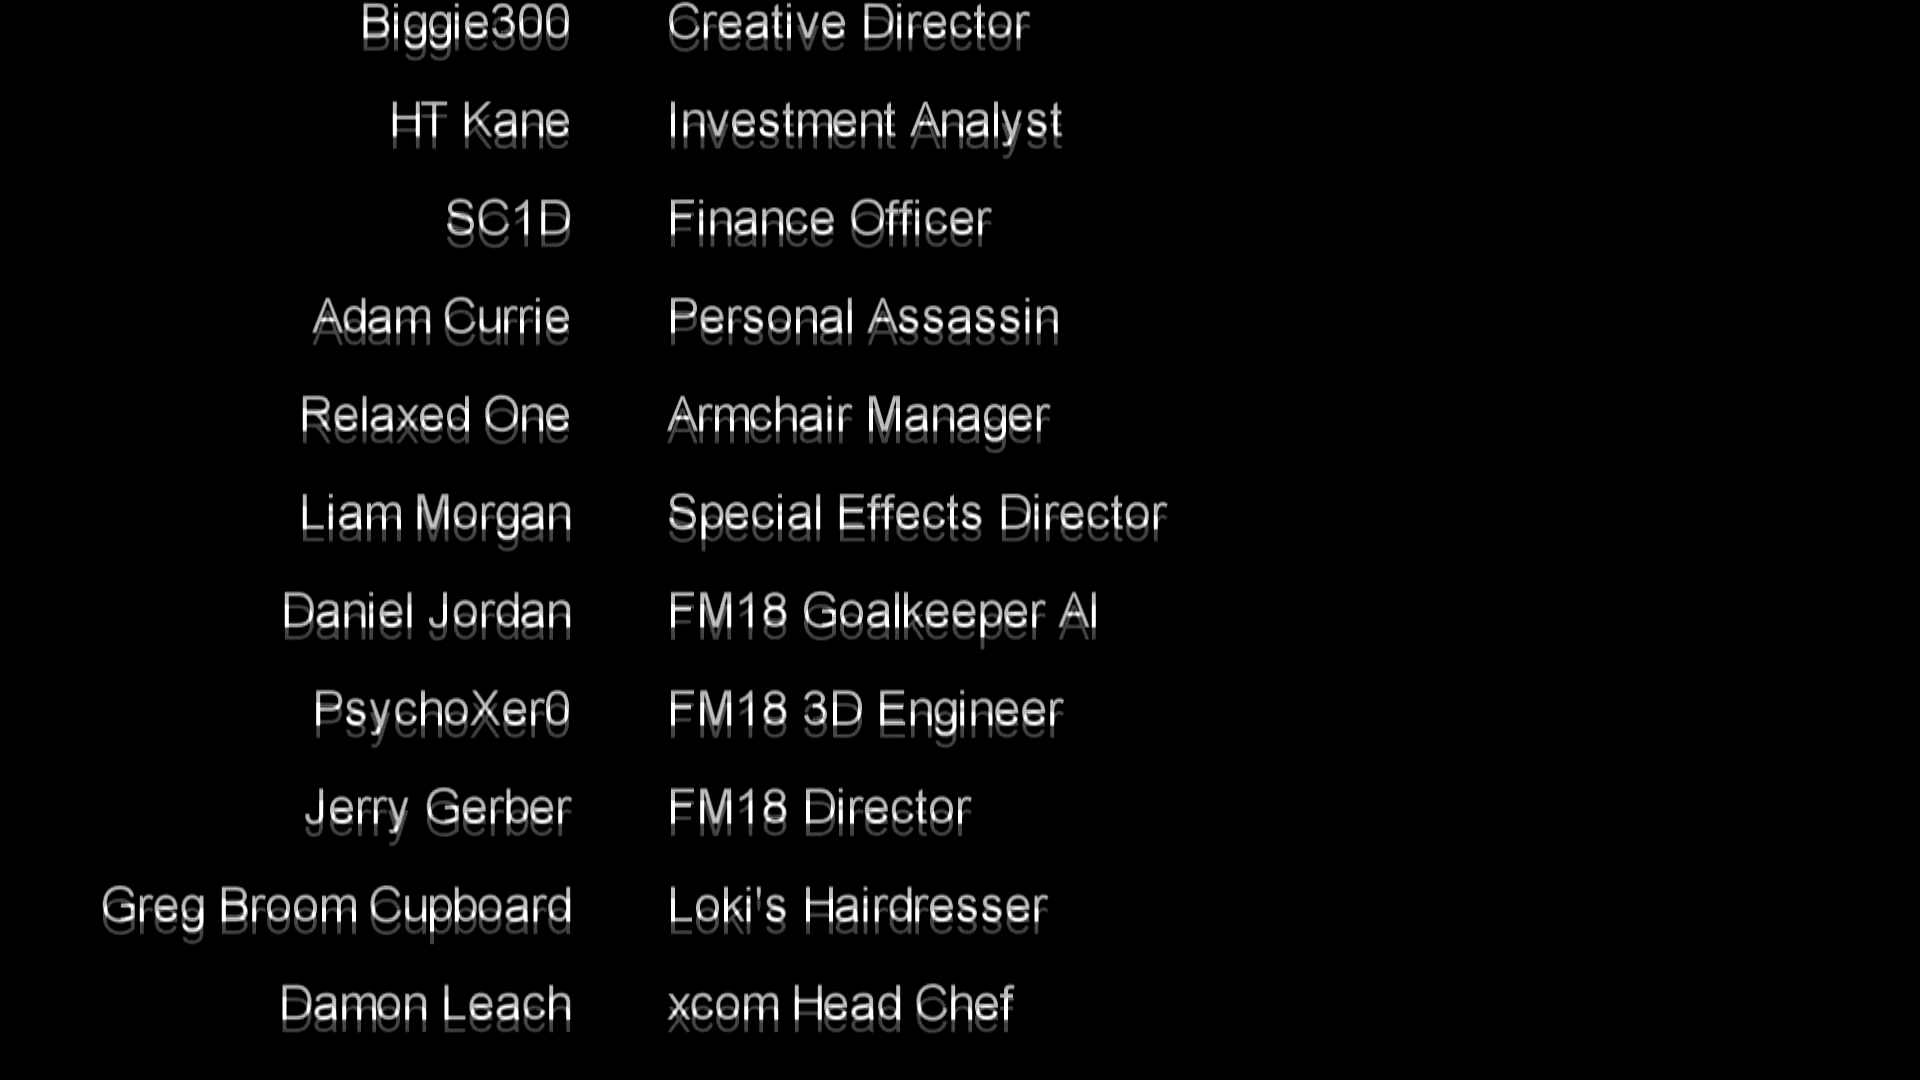 Biggie300 Creative Director
HT Kane Investment Analyst
SC1D Finance Officer
Adam Currie Personal Assassin
Relaxed One Armchair Manager
Liam Morgan Special Effects Director
Daniel Jordan FM18 Goalkeeper AI
PsychoXer0 FM18 3D Engineer
Jerry Gerber FM18 Director
Greg Broom Cupboard Loki's Hairdresser
Damon Leach xcom Head Chef